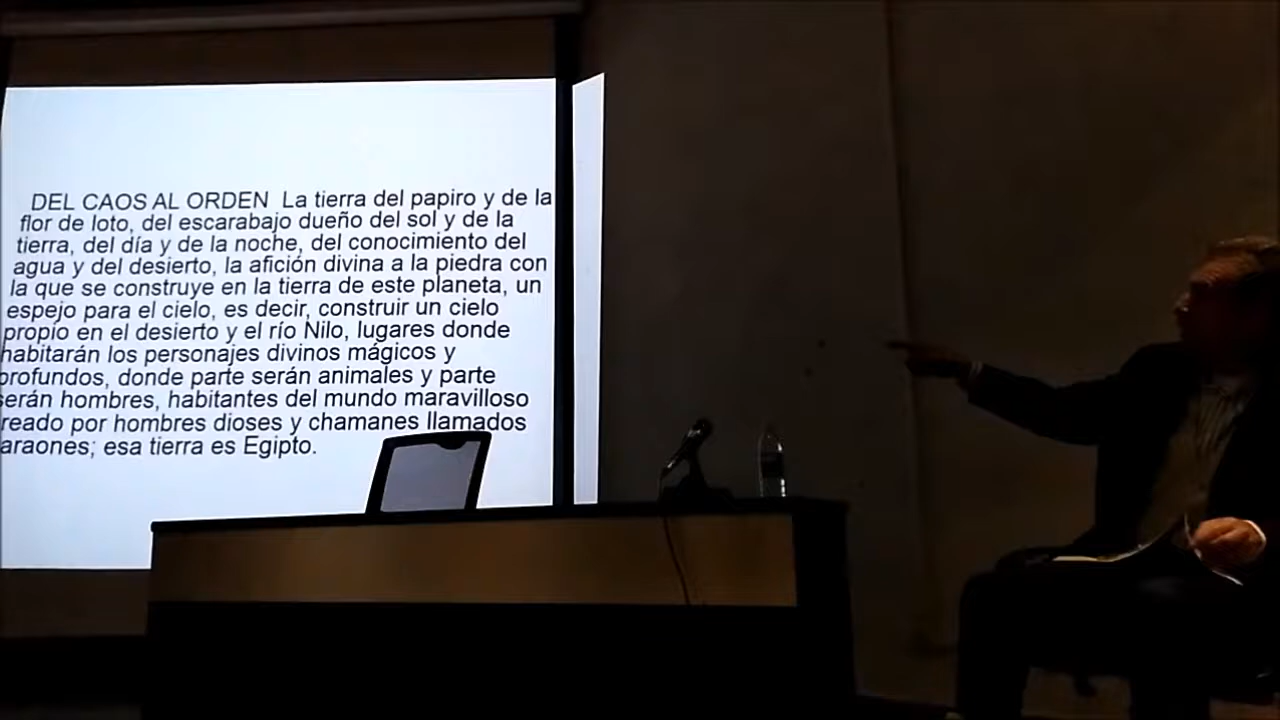 DEL CAOS AL ORDEN La tierra del papiro y de la
flor de loto, del escarabajo dueño del sol y de la
tierra, del día y de la noche, del conocimiento del
agua y del desierto, la afición divina a la piedra con
la que se construye en la tierra de este planeta, un
espejo para el cielo, es decir, construir un cielo
propio en el desierto y el río Nilo, lugares donde
habitarán los personajes divinos mágicos y
profundos, donde parte serán animales y parte
serán hombres, habitantes del mundo maravilloso
reado por hombres dioses y chamanes llamados
araones; esa tierra es Egipto.